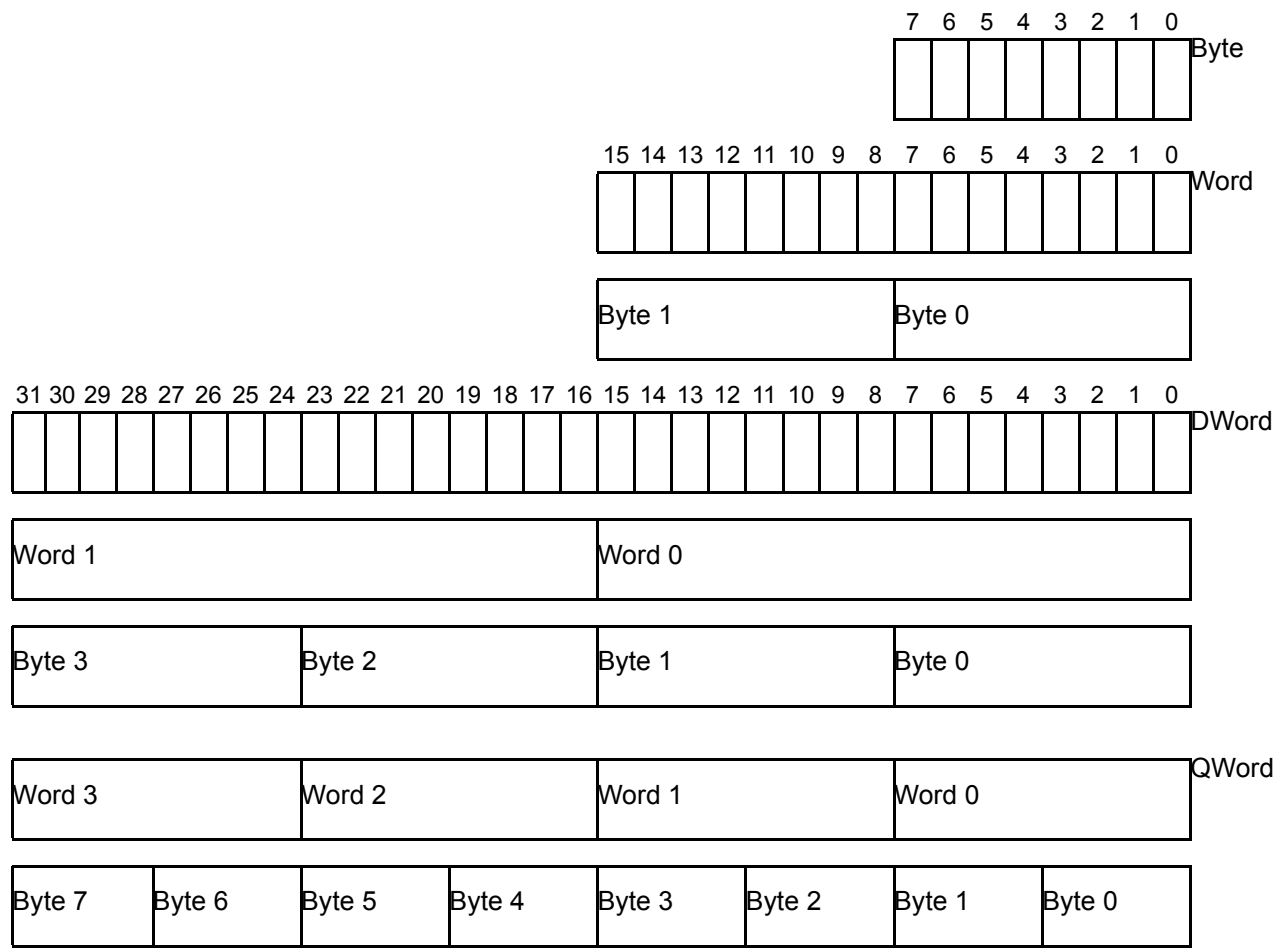 7 6 5 4 3 2 1 0
Byte
15 14 13 12 11 10 9 8 7 6 5 4 3 2 1 0
Word
Byte 1 Byte 0
31 30 29 28 27 26 25 24 23 22 21 20 19 18 17 16 15 14 13 12 11 10 9 8 7 6 5 4 3 2 1 0
DWord
Word 1 Word 0
Byte 3 Byte 2 Byte 1 Byte 0
QWord
Word 3 Word 2 Word 1 Word 0
Byte 7 Byte 6 Byte 5 Byte 4 Byte 3 Byte 2 Byte 1 Byte 0